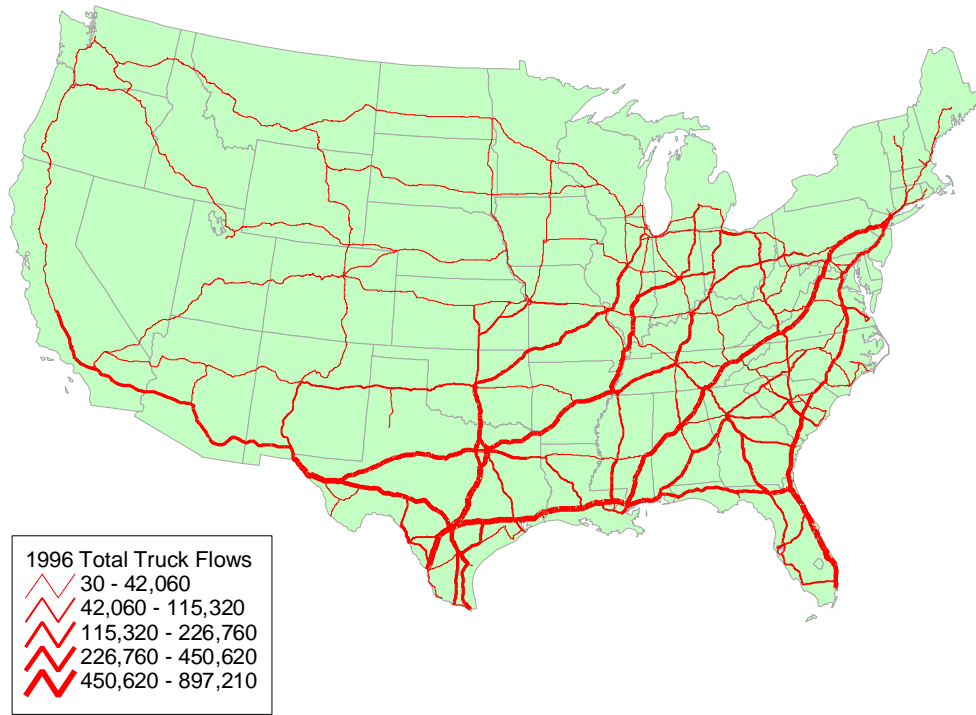 1996 Total Truck Flows
30 - 42,060
42,060 - 115,320
115,320 - 226,760
226,760 - 450,620
450,620 - 897,210